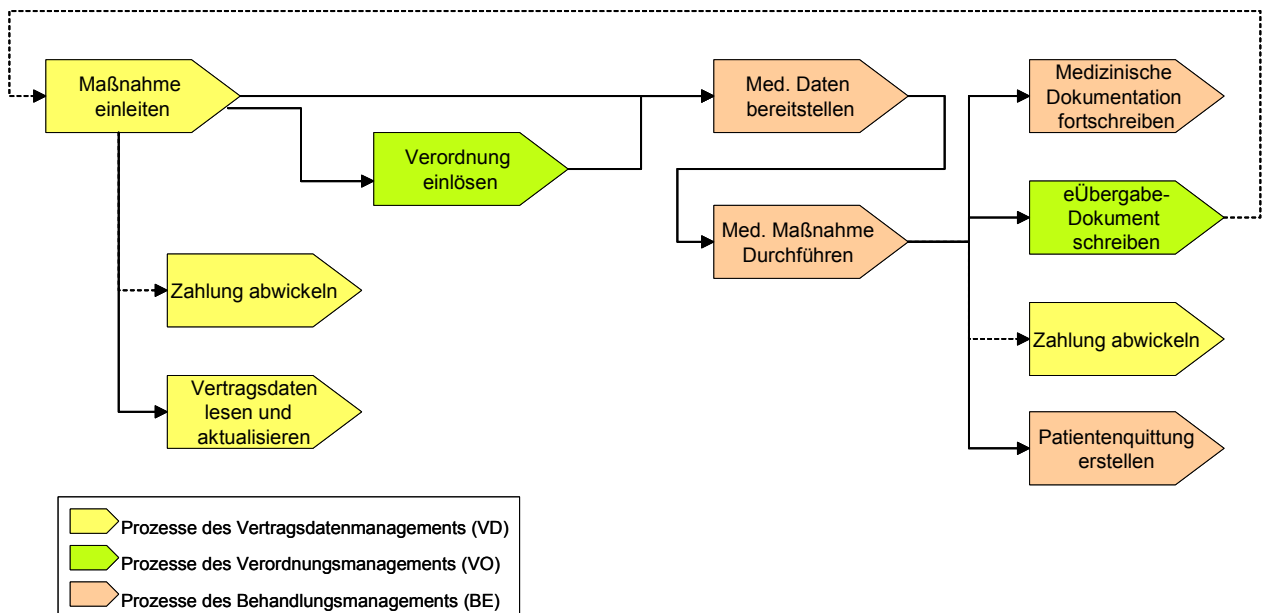 Maßnahme
einleiten
Verordnung
einlösen
Zahlung abwickeln
Vertragsdaten
lesen und
aktualisieren
Med. Daten
bereitstellen
Med. Maßnahme
Durchführen
Medizinische
Dokumentation
fortschreiben
eÜbergabe-
Dokument
schreiben
Zahlung abwickeln
Patientenquittung
erstellen
Prozesse des Vertragsdatenmanagements (VD)
Prozesse des Verordnungsmanagements (VO)
Prozesse des Behandlungsmanagements (BE)